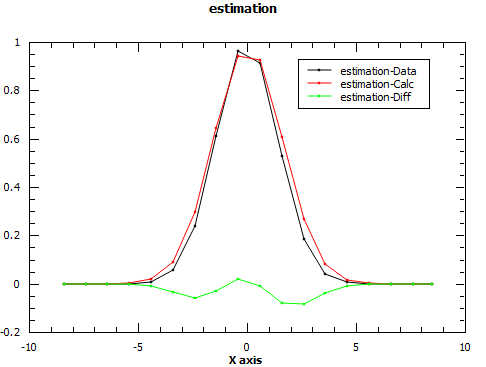 estimation
1
0.8
0.6
0.4
0.2
0
-0.2
estimation-Data
estimation-Calc
estimation-Diff
-10 -5 0 5 10
X axis